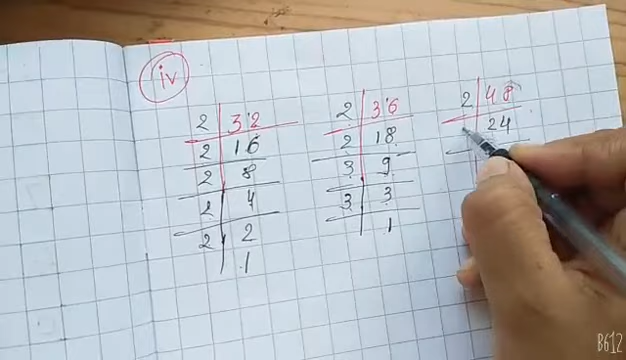 iv
2 | 32
2 | 16
2 | 8
2 | 4
2 | 2
1
2 | 36
2 | 18
3 | 9
3 | 3
1
2 | 48
24
B612